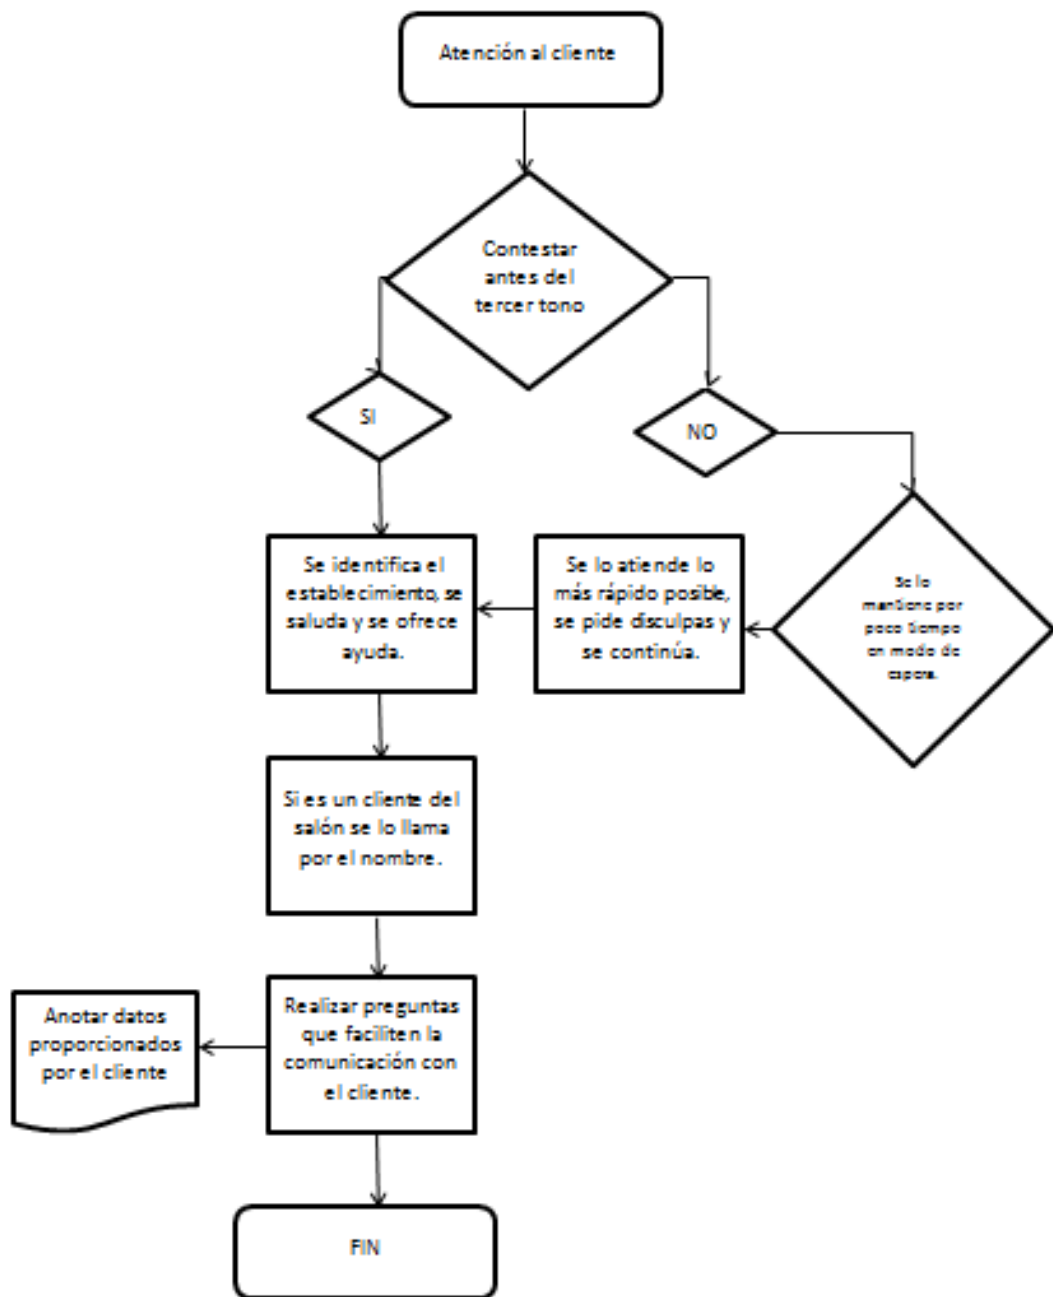 Atención al cliente
Contestar
antes del
tercer tono
SI
NO
Se identifica el
establecimiento, se
saluda y se ofrece
ayuda.
Se lo atiende lo
más rápido posible,
se pide disculpas y
se continúa.
Se lo
mantiene por
poco tiempo
en modo de
espera.
Si es un cliente del
salón se lo llama
por el nombre.
Realizar preguntas
que faciliten la
comunicación con
el cliente.
Anotar datos
proporcionados
por el cliente
FIN